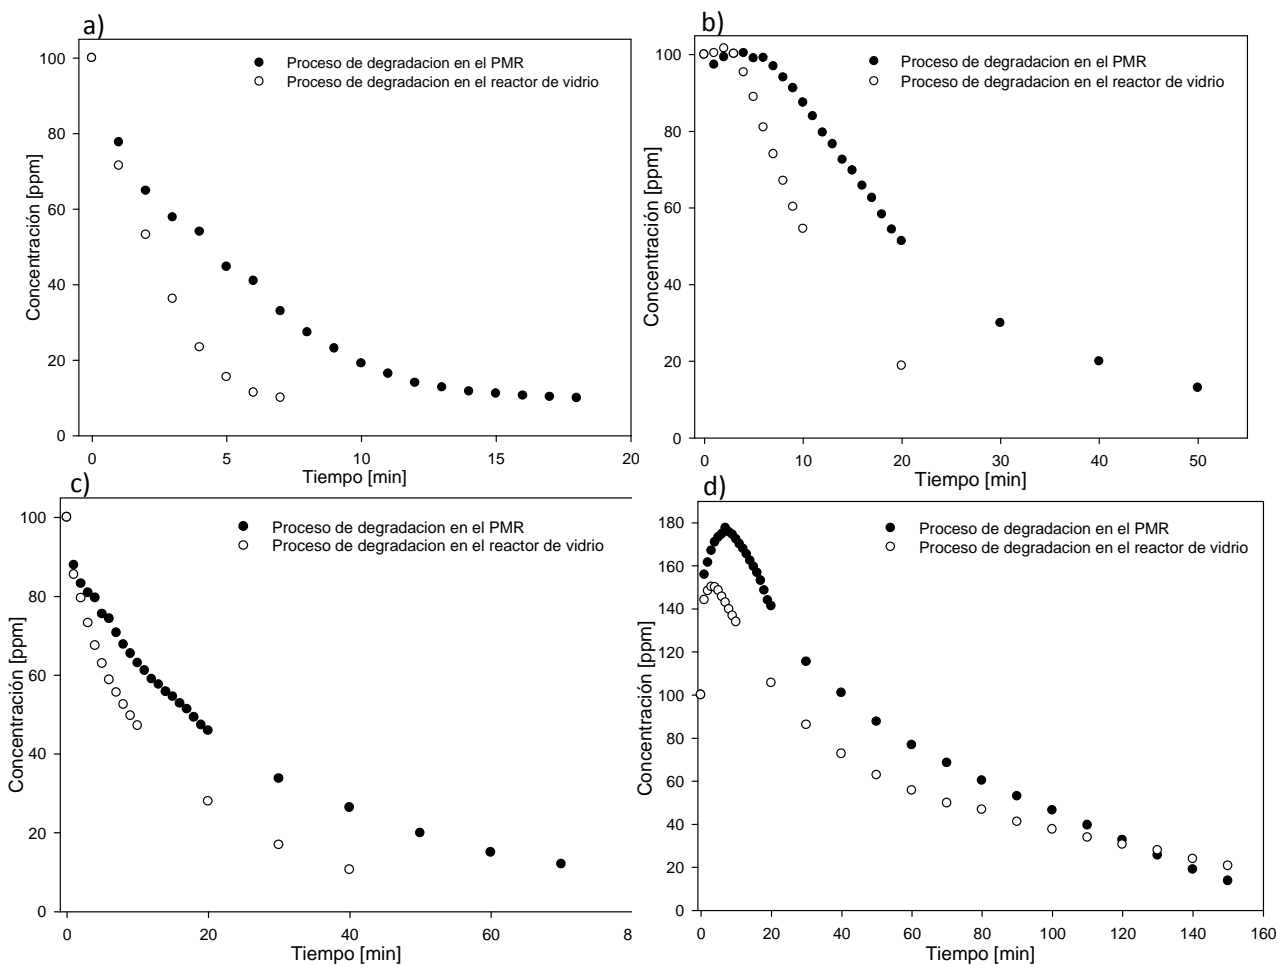 a)
Proceso de degradacion en el PMR
Proceso de degradacion en el reactor de vidrio
Concentración [ppm]
100
80
60
40
20
0
0 5 10 15 20
Tiempo [min]
b)
Proceso de degradacion en el PMR
Proceso de degradacion en el reactor de vidrio
Concentración [ppm]
100
80
60
40
20
0
0 10 20 30 40 50
Tiempo [min]
c)
Proceso de degradacion en el PMR
Proceso de degradacion en el reactor de vidrio
Concentración [ppm]
100
80
60
40
20
0
0 20 40 60 8
Tiempo [min]
d)
Proceso de degradacion en el PMR
Proceso de degradacion en el reactor de vidrio
Concentración [ppm]
180
160
140
120
100
80
60
40
20
0
0 20 40 60 80 100 120 140 160
Tiempo [min]